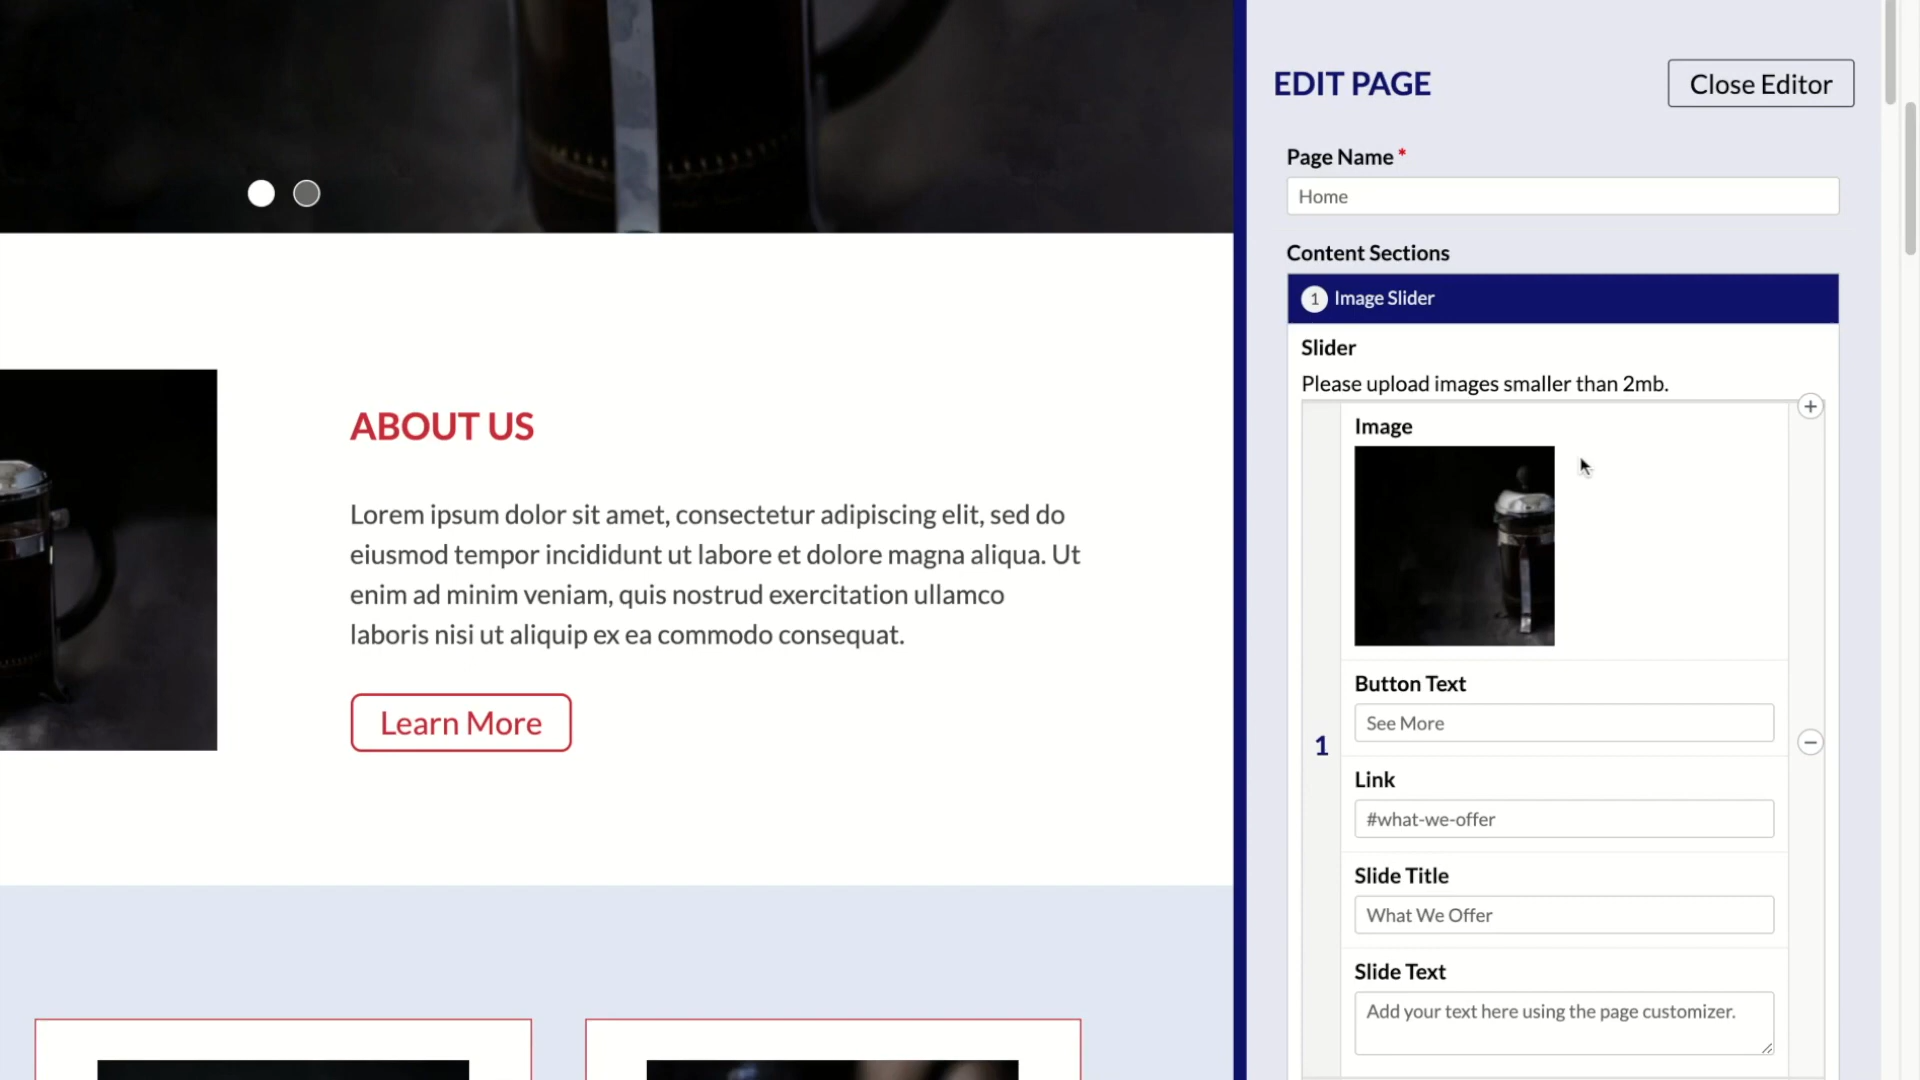 ABOUT US
Lorem ipsum dolor sit amet, consectetur adipiscing elit, sed do
eiusmod tempor incididunt ut labore et dolore magna aliqua. Ut
enim ad minim veniam, quis nostrud exercitation ullamco
laboris nisi ut aliquip ex ea commodo consequat.
Learn More
EDIT PAGE
Close Editor
Page Name *
Home
Content Sections
1 Image Slider
Slider
Please upload images smaller than 2mb.
Image
1
Button Text
See More
Link
#what-we-offer
Slide Title
What We Offer
Slide Text
Add your text here using the page customizer.